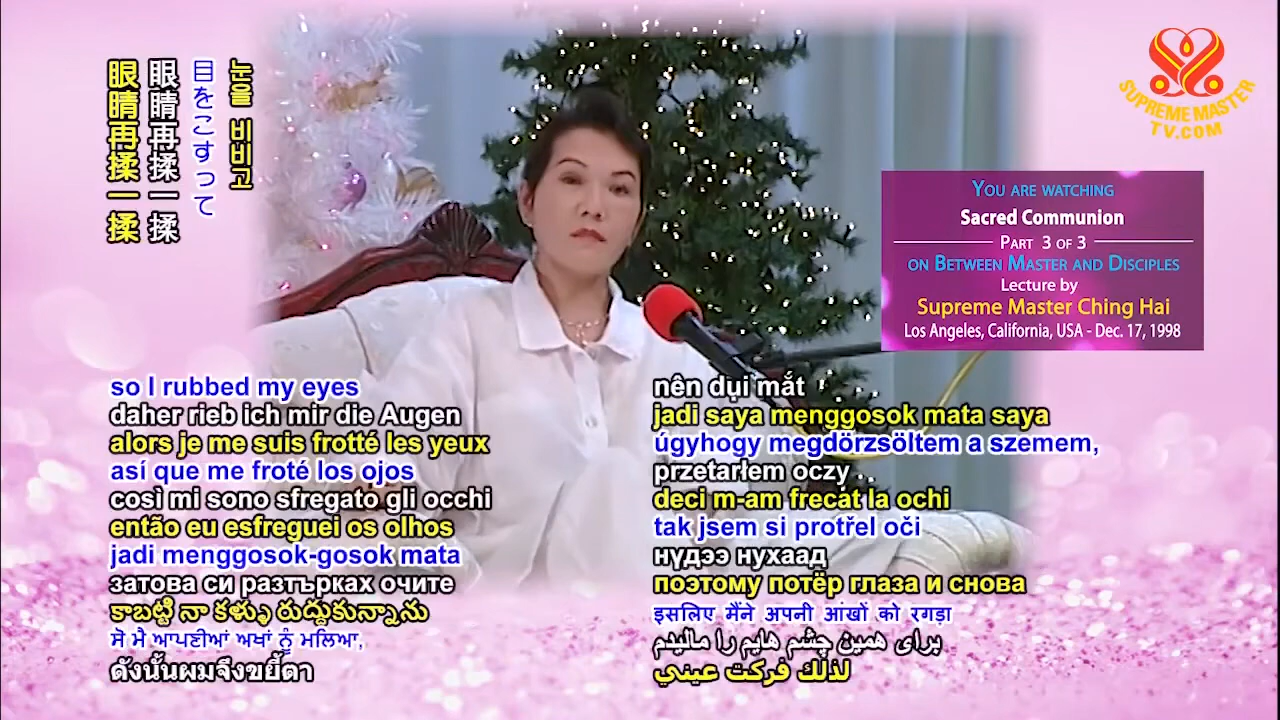 눈을 비비고
目をこすって
眼睛再揉一揉
眼睛再揉一揉
SUPREME MASTER
TV.COM
YOU ARE WATCHING
Sacred Communion
PART 3 OF 3
ON BETWEEN MASTER AND DISCIPLES
Lecture by
Supreme Master Ching Hai
Los Angeles, California, USA - Dec. 17, 1998
so I rubbed my eyes
daher rieb ich mir die Augen
alors je me suis frotté les yeux
así que me froté los ojos
così mi sono sfregato gli occhi
então eu esfreguei os olhos
jadi menggosok-gosok mata
затова си разтърках очите
కాబట్టి నా కళ్ళు రుద్దుకున్నాను
ਸੋ ਮੈਂ ਆਪਣੀਆਂ ਅਖਾਂ ਨੂੰ ਮਲਿਆ,
ดังนั้นผมจึงขยี้ตา
nên dụi mắt
jadi saya menggosok mata saya
úgyhogy megdörzsöltem a szemem,
przetarłem oczy
deci m-am frecat la ochi
tak jsem si protřel oči
нүдээ нухаад
поэтому потёр глаза и снова
इसलिए मैंने अपनी आंखों को रगड़ा
برای همین چشم هایم را مالیدم
لذلك فركت عيني